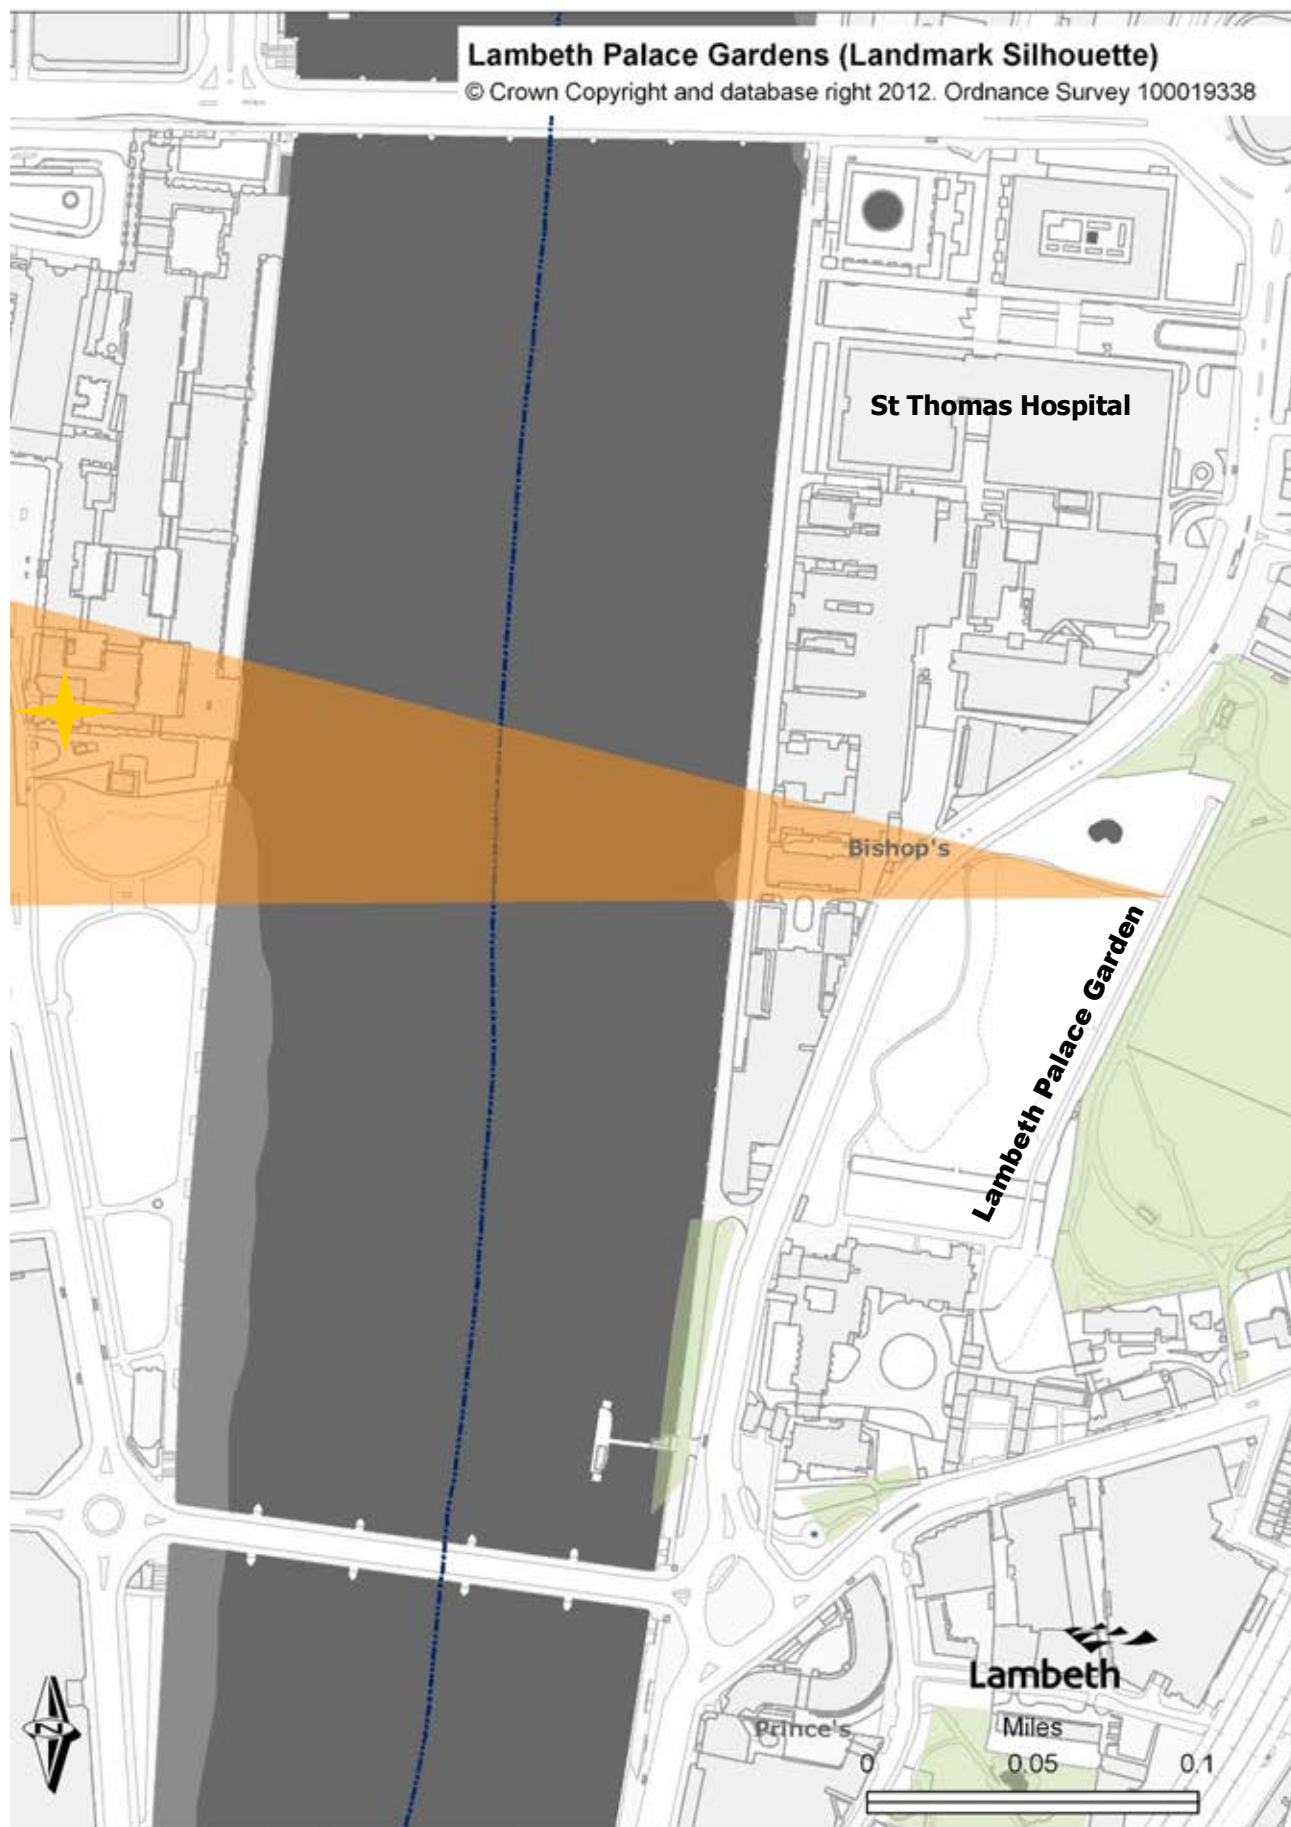 Lambeth Palace Gardens (Landmark Silhouette)
© Crown Copyright and database right 2012. Ordnance Survey 100019338
St Thomas Hospital
Bishop's
Lambeth Palace Garden
Lambeth
Prince's
Miles
0 0.05 0.1
N